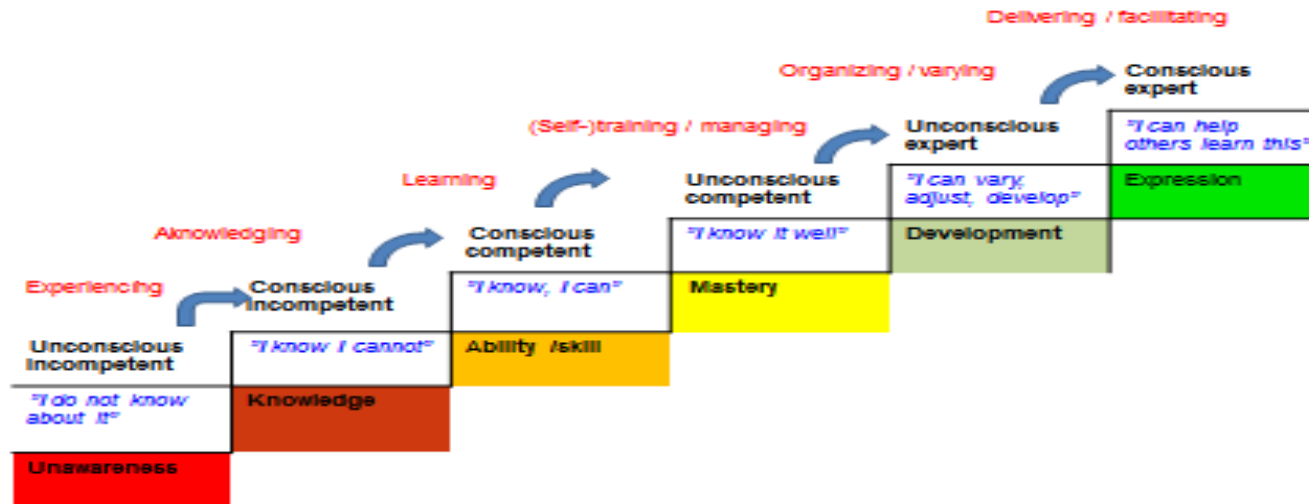 Delivering / facilitating
Organizing / varying
Conscious
expert
(Self-)training / managing
Unconscious
expert
"I can help
others learn this"
Learning
Unconscious
competent
"I can vary,
adjust, develop"
Expression
Aknowledging
Conscious
competent
"I know it well"
Development
Experiencing
Conscious
incompetent
"I know, I can"
Mastery
Unconscious
incompetent
"I know I cannot"
Ability /skill
"I do not know
about it"
Knowledge
Unawareness